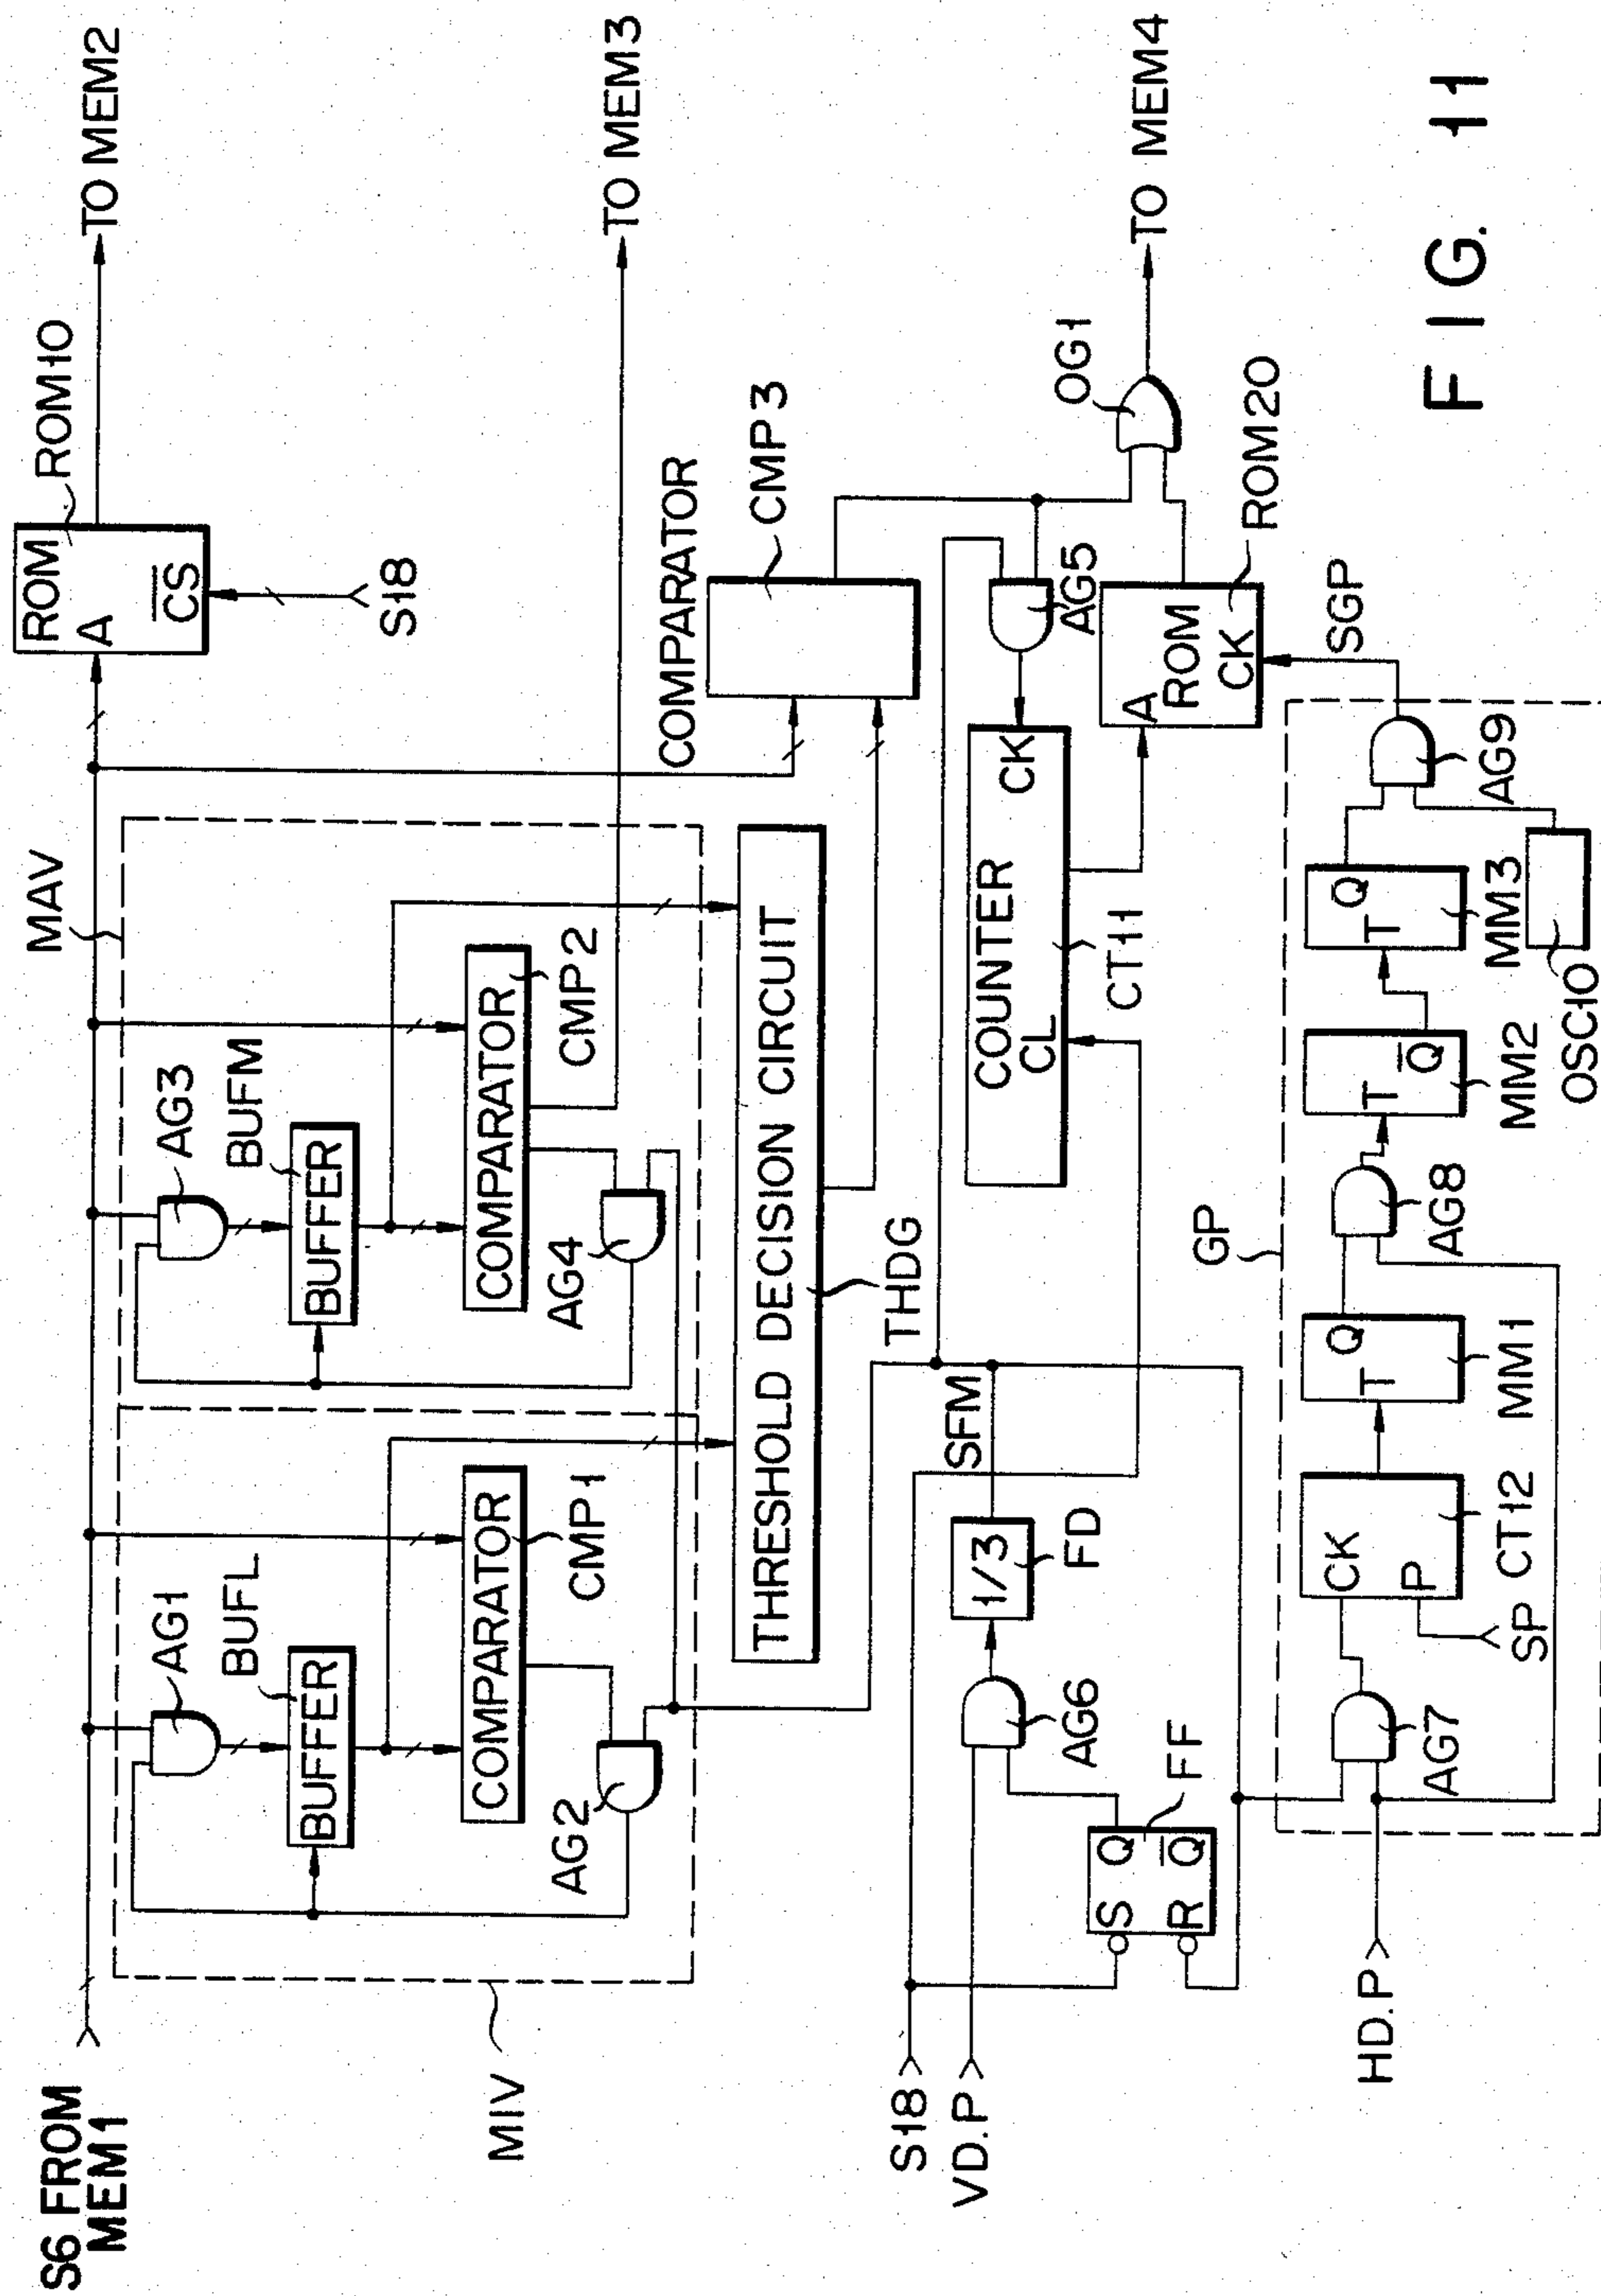 S6 FROM
MEM1
MIV
MAV
ROM
A
CS
ROM10
TO MEM2
S18
AG1
BUFL
BUFFER
COMPARATOR
CMP1
AG2
AG3
BUFM
BUFFER
COMPARATOR
CMP2
AG4
TO MEM3
THRESHOLD DECISION CIRCUIT
THDG
COMPARATOR
CMP3
S18
VD.P
S Q
R Q
FF
AG6
1/3
FD
SFM
COUNTER
CL
CK
CT11
AG5
OG1
TO MEM4
A
ROM
CK
ROM20
SGP
GP
HD.P
AG7
CK
P
SP
CT12
T Q
MM1
AG8
T Q
MM2
T Q
MM3
OSC10
AG9
FIG. 11